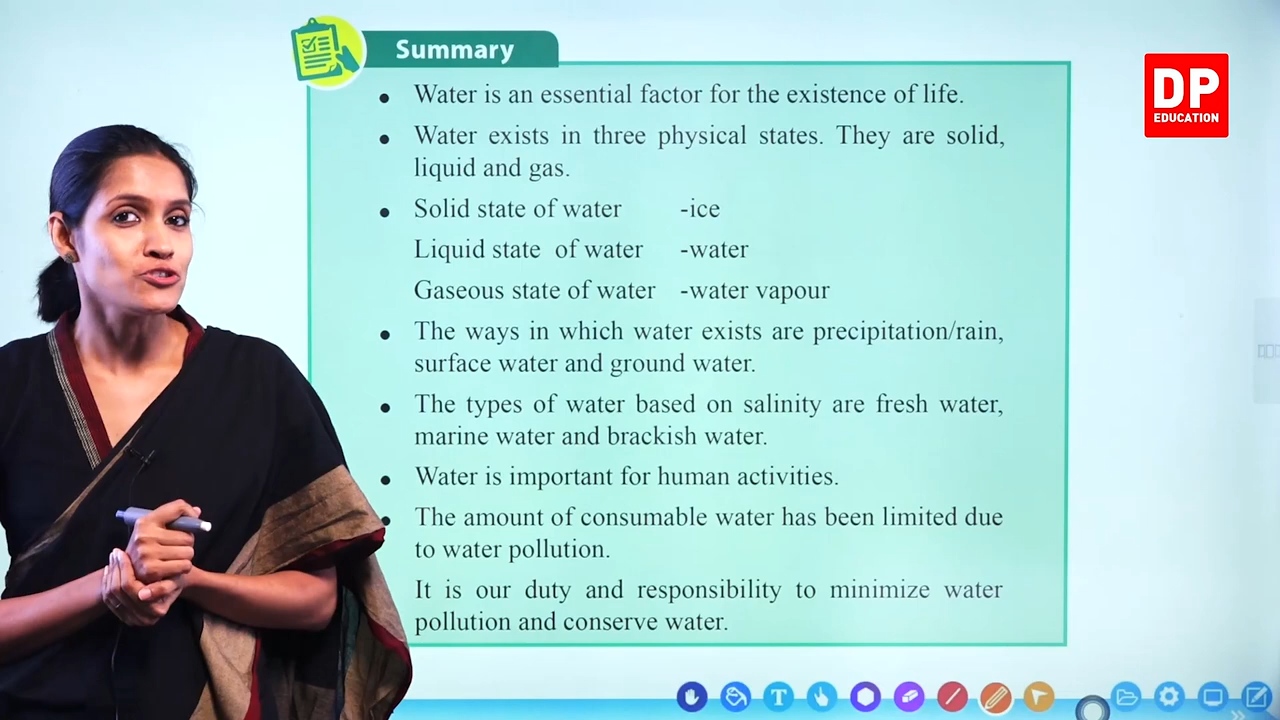 Summary
DP
EDUCATION
Water is an essential factor for the existence of life.
Water exists in three physical states. They are solid,
liquid and gas.
Solid state of water -ice
Liquid state of water -water
Gaseous state of water -water vapour
The ways in which water exists are precipitation/rain,
surface water and ground water.
The types of water based on salinity are fresh water,
marine water and brackish water.
Water is important for human activities.
The amount of consumable water has been limited due
to water pollution.
It is our duty and responsibility to minimize water
pollution and conserve water.
T